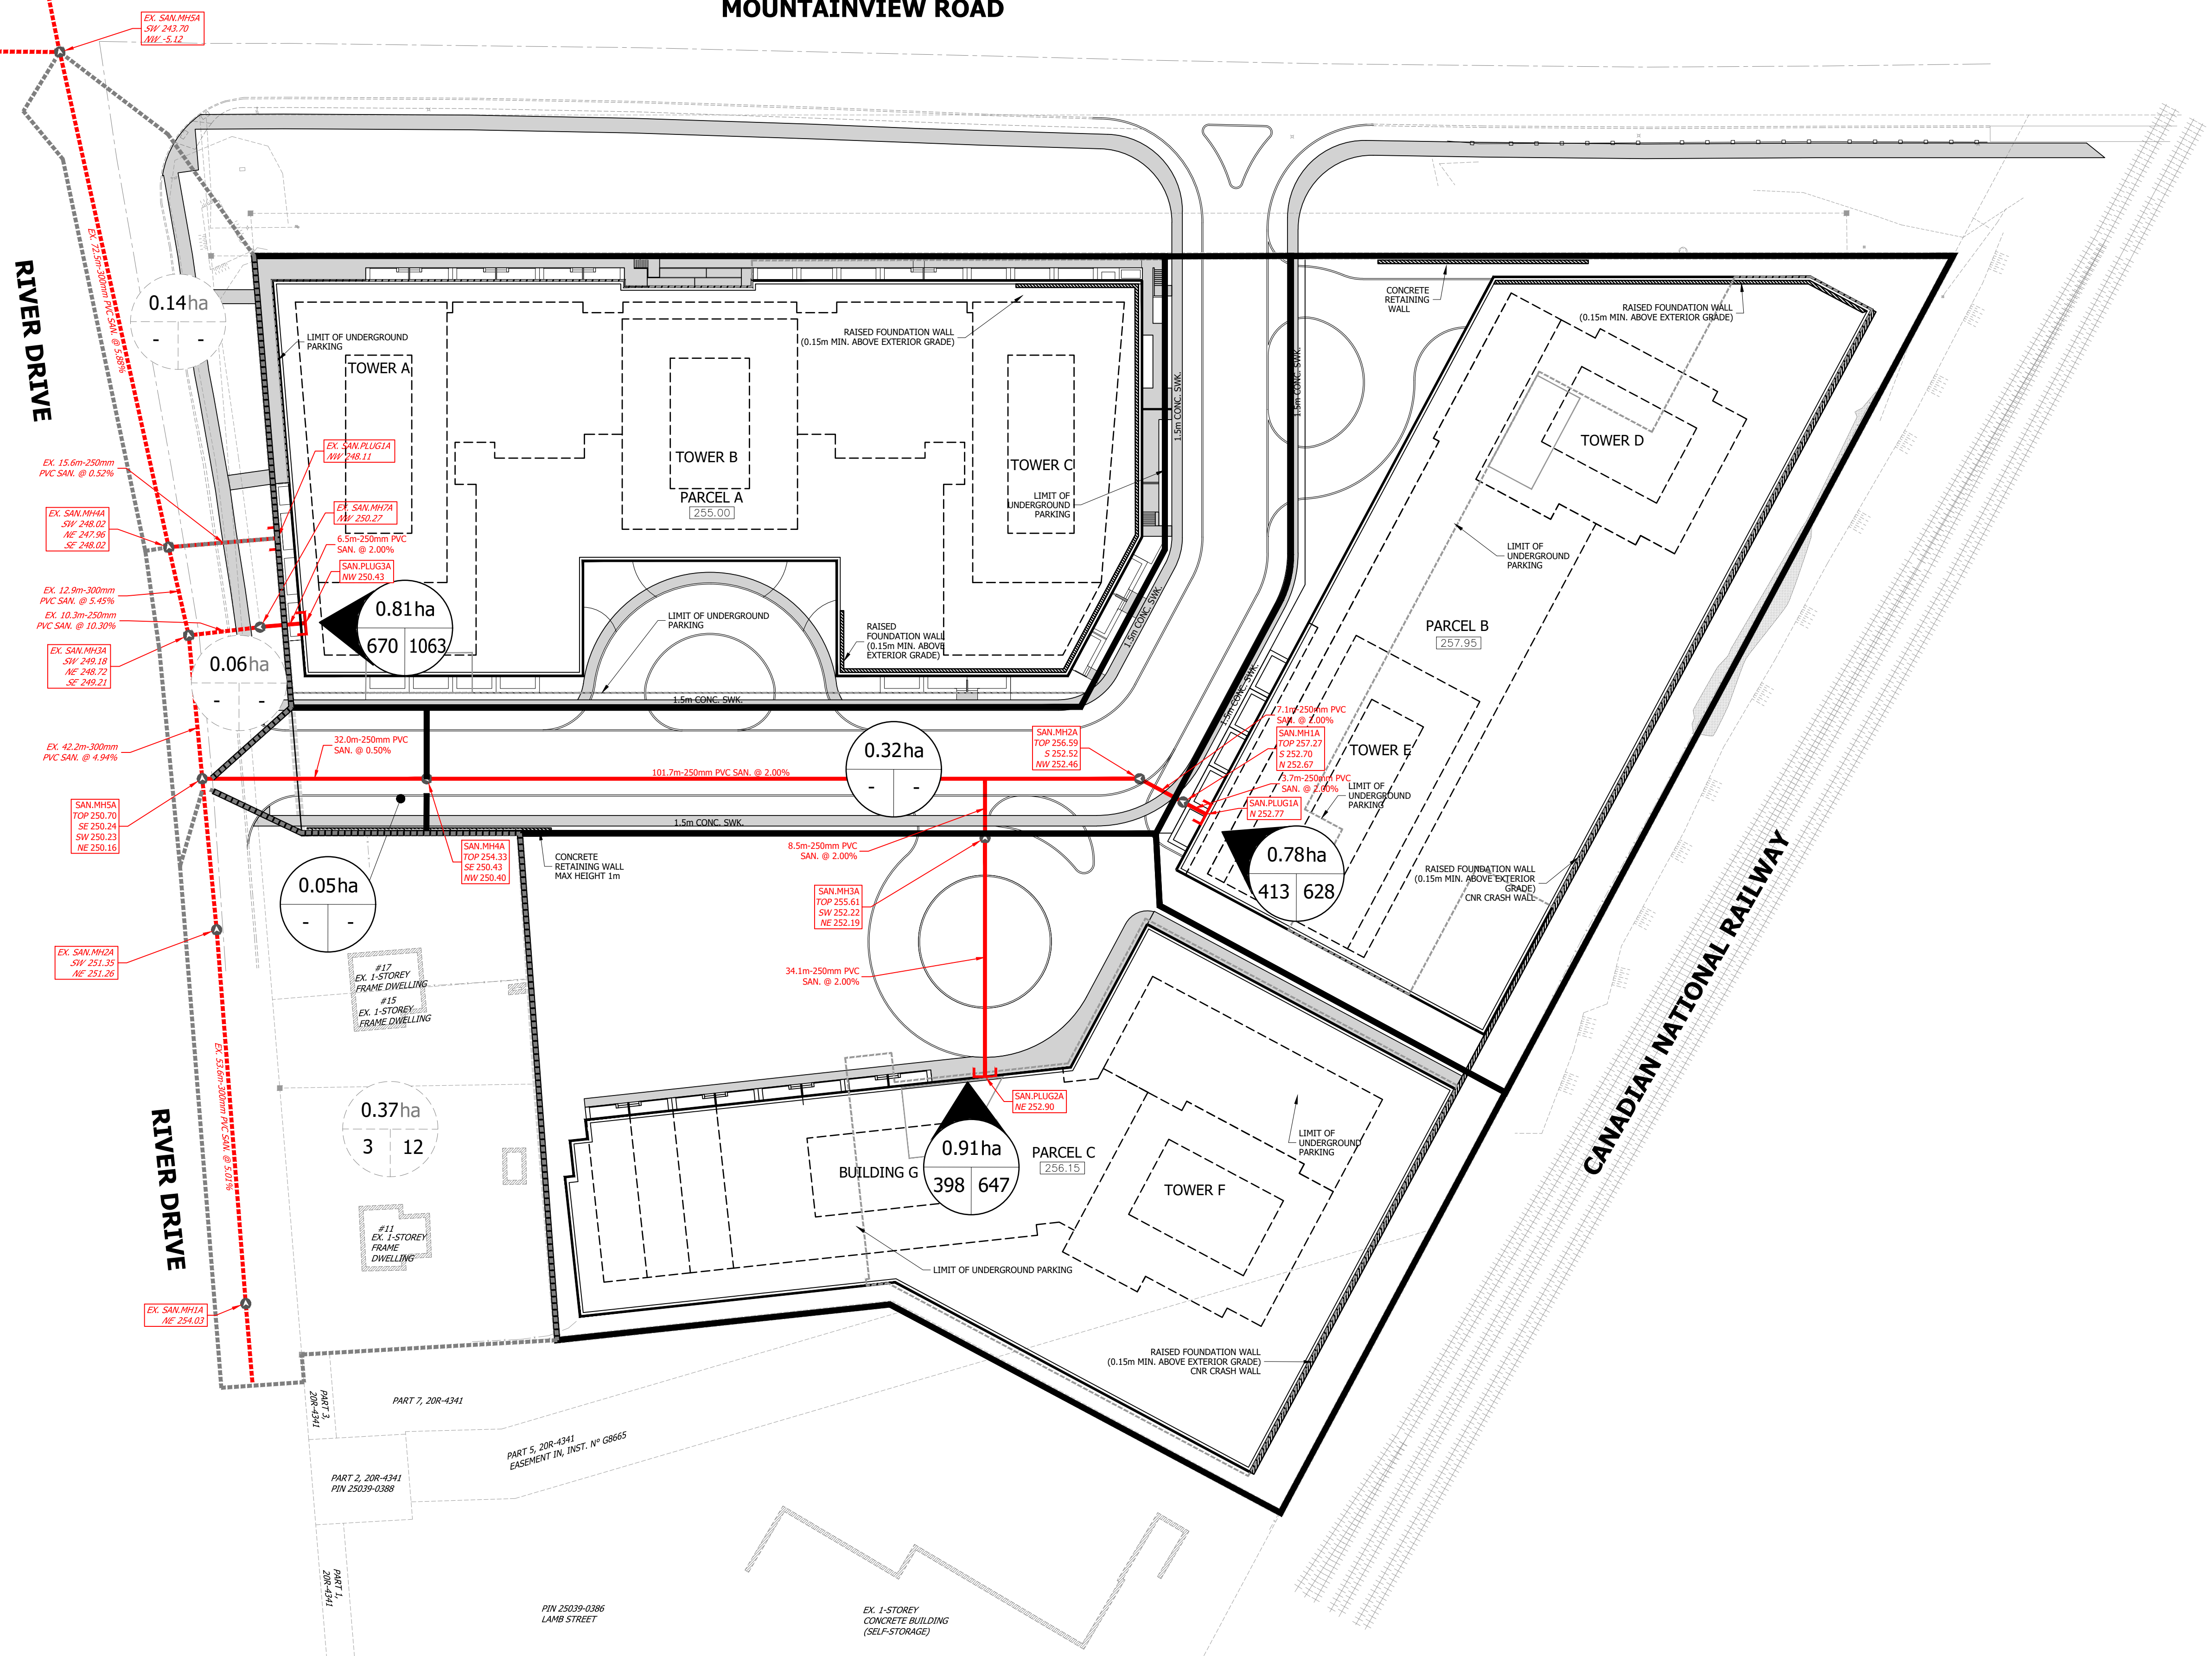 MOUNTAINVIEW ROAD
EX. SAN.MH5A
SW 243.70
NW -5.12
RIVER DRIVE
EX. 72.5m-300mm PVC SAN. @ 5.88%
0.14ha
- -
LIMIT OF UNDERGROUND
PARKING
TOWER A
TOWER B
PARCEL A
255.00
TOWER C
RAISED FOUNDATION WALL
(0.15m MIN. ABOVE EXTERIOR GRADE)
LIMIT OF
UNDERGROUND
PARKING
1.5m CONC. SWK.
1.5m CONC. SWK.
CONCRETE
RETAINING
WALL
RAISED FOUNDATION WALL
(0.15m MIN. ABOVE EXTERIOR GRADE)
TOWER D
LIMIT OF
UNDERGROUND
PARKING
PARCEL B
257.95
EX. SAN.PLUG1A
NW 248.11
EX. 15.6m-250mm
PVC SAN. @ 0.52%
EX. SAN.MH4A
SW 248.02
NE 247.96
SE 248.02
EX. SAN.MH7A
NW 250.27
6.5m-250mm PVC
SAN. @ 2.00%
SAN.PLUG3A
NW 250.43
EX. 12.9m-300mm
PVC SAN. @ 5.45%
EX. 10.3m-250mm
PVC SAN. @ 10.30%
EX. SAN.MH3A
SW 249.18
NE 248.72
SE 249.21
0.81ha
670 1063
0.06ha
- -
LIMIT OF UNDERGROUND
PARKING
RAISED
FOUNDATION WALL
(0.15m MIN. ABOVE
EXTERIOR GRADE)
1.5m CONC. SWK.
1.5m CONC. SWK.
1.5m CONC. SWK.
EX. 42.2m-300mm
PVC SAN. @ 4.94%
32.0m-250mm PVC
SAN. @ 0.50%
101.7m-250mm PVC SAN. @ 2.00%
0.32ha
- -
SAN.MH2A
TOP 256.59
S 252.52
NW 252.46
7.1m-250mm PVC
SAN. @ 2.00%
SAN.MH1A
TOP 257.27
S 252.70
N 252.67
3.7m-250mm PVC
SAN. @ 2.00%
SAN.PLUG1A
N 252.77
TOWER E
LIMIT OF
UNDERGROUND
PARKING
0.78ha
413 628
RAISED FOUNDATION WALL
(0.15m MIN. ABOVE EXTERIOR
GRADE)
CNR CRASH WALL
CANADIAN NATIONAL RAILWAY
SAN.MH5A
TOP 250.70
SE 250.24
SW 250.23
NE 250.16
1.5m CONC. SWK.
SAN.MH4A
TOP 254.33
SE 250.43
NW 250.40
CONCRETE
RETAINING WALL
MAX HEIGHT 1m
8.5m-250mm PVC
SAN. @ 2.00%
SAN.MH3A
TOP 255.61
SW 252.22
NE 252.19
34.1m-250mm PVC
SAN. @ 2.00%
0.05ha
- -
EX. SAN.MH2A
SW 251.35
NE 251.26
#17
EX. 1-STOREY
FRAME DWELLING
#15
EX. 1-STOREY
FRAME DWELLING
EX. 53.6m-300mm PVC SAN. @ 5.01%
RIVER DRIVE
0.37ha
3 12
#11
EX. 1-STOREY
FRAME
DWELLING
EX. SAN.MH1A
NE 254.03
SAN.PLUG2A
NE 252.90
0.91ha
398 647
BUILDING G
PARCEL C
256.15
TOWER F
LIMIT OF
UNDERGROUND
PARKING
LIMIT OF UNDERGROUND PARKING
RAISED FOUNDATION WALL
(0.15m MIN. ABOVE EXTERIOR GRADE)
CNR CRASH WALL
PART 3,
20R-4341
PART 7, 20R-4341
PART 5, 20R-4341
EASEMENT IN, INST. N° G8665
PART 2, 20R-4341
PIN 25039-0388
PART 1,
20R-4341
PIN 25039-0386
LAMB STREET
EX. 1-STOREY
CONCRETE BUILDING
(SELF-STORAGE)